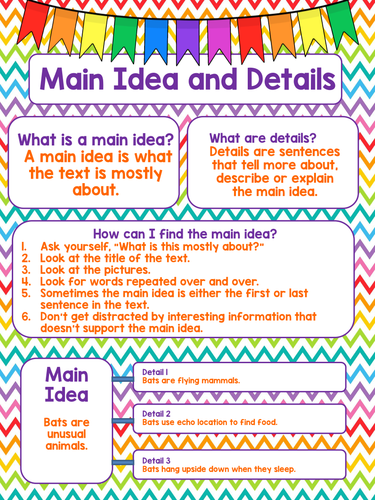 Main Idea and Details
What is a main idea?
A main idea is what
the text is mostly
about.
What are details?
Details are sentences
that tell more about,
describe or explain
the main idea.
How can I find the main idea?
1. Ask yourself, "What is this mostly about?"
2. Look at the title of the text.
3. Look at the pictures.
4. Look for words repeated over and over.
5. Sometimes the main idea is either the first or last
sentence in the text.
6. Don't get distracted by interesting information that
doesn't support the main idea.
Main
Idea
Bats are
unusual
animals.
Detail 1
Bats are flying mammals.
Detail 2
Bats use echo location to find food.
Detail 3
Bats hang upside down when they sleep.